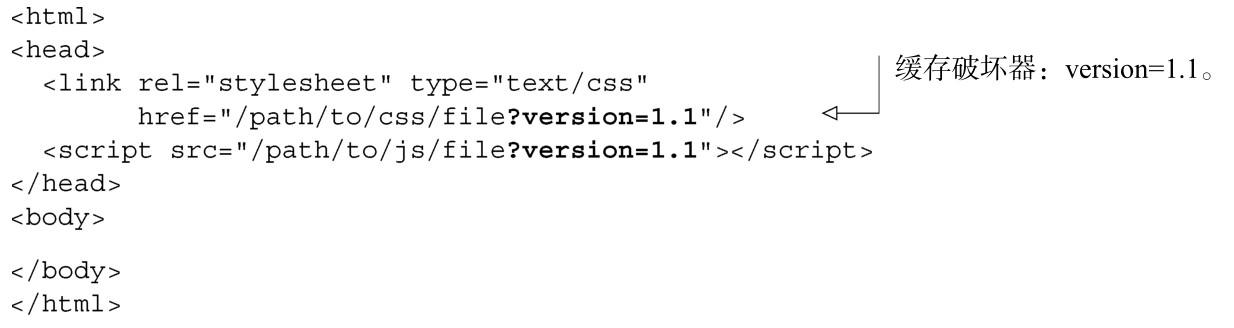 <html>
<head>
  <link rel="stylesheet" type="text/css"
        href="/path/to/css/file?version=1.1"/>
缓存破坏器：version=1.1。
  <script src="/path/to/js/file?version=1.1"></script>
</head>
<body>
</body>
</html>